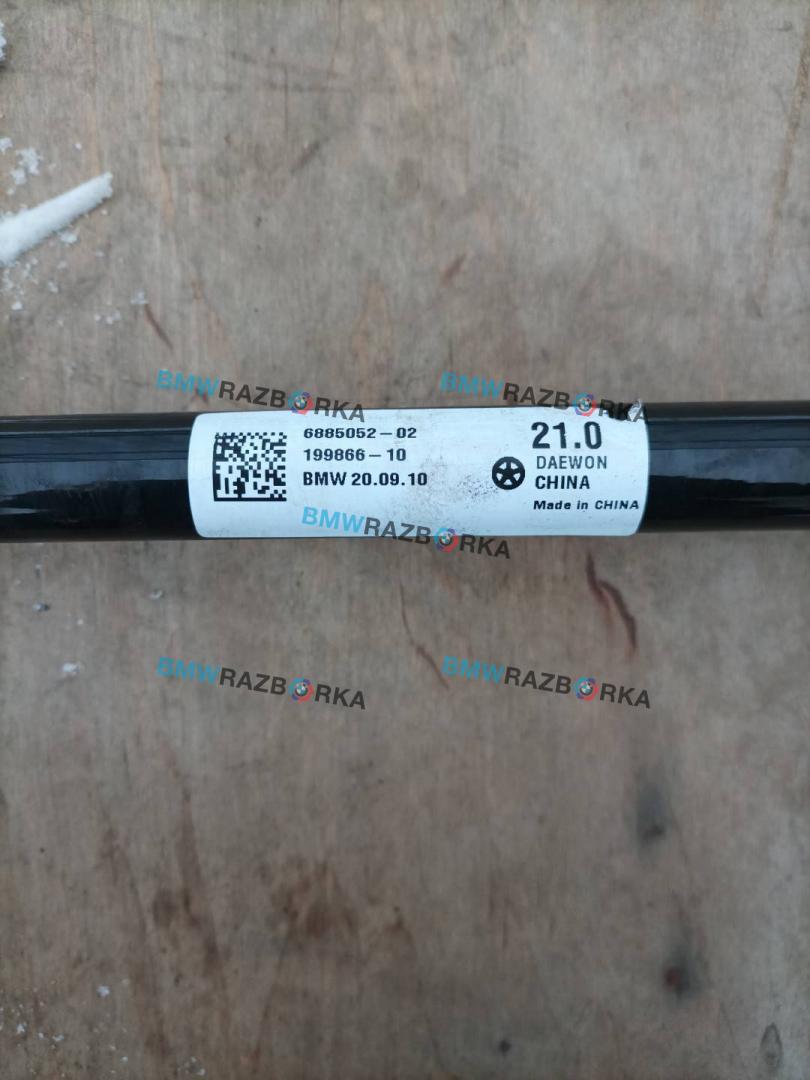 BMWRAZBORKA
BMWRAZBORKA
6885052-02
199866-10
BMW 20.09.10
21.0
DAEWON
CHINA
Made in CHINA
BMWRAZBORKA
BMWRAZBORKA
BMWRAZBORKA